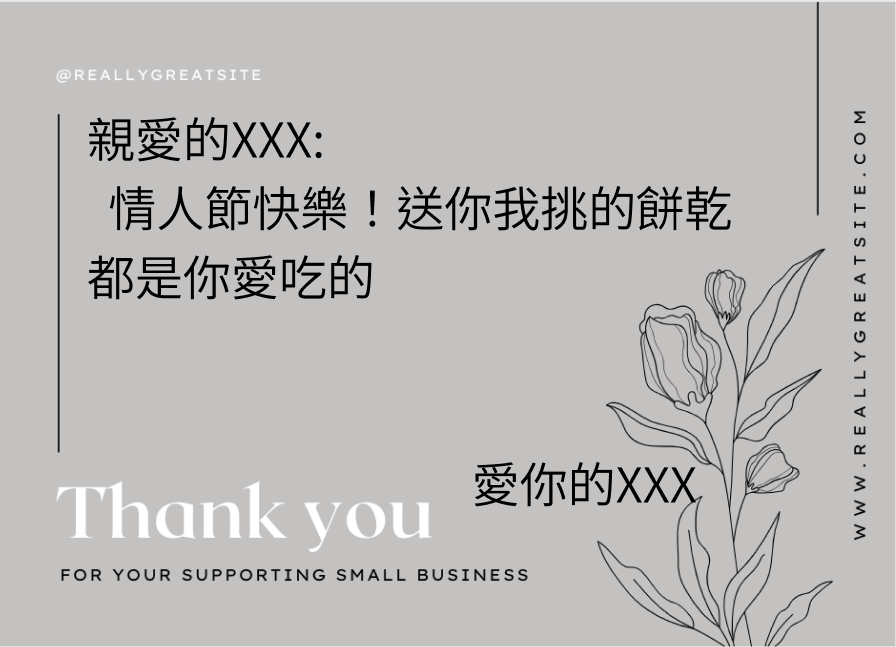 @REALLYGREATSITE
親愛的XXX:
情人節快樂！送你我挑的餅乾
都是你愛吃的
愛你的XXX
Thank you
FOR YOUR SUPPORTING SMALL BUSINESS
WWW.REALLYGREATSITE.COM